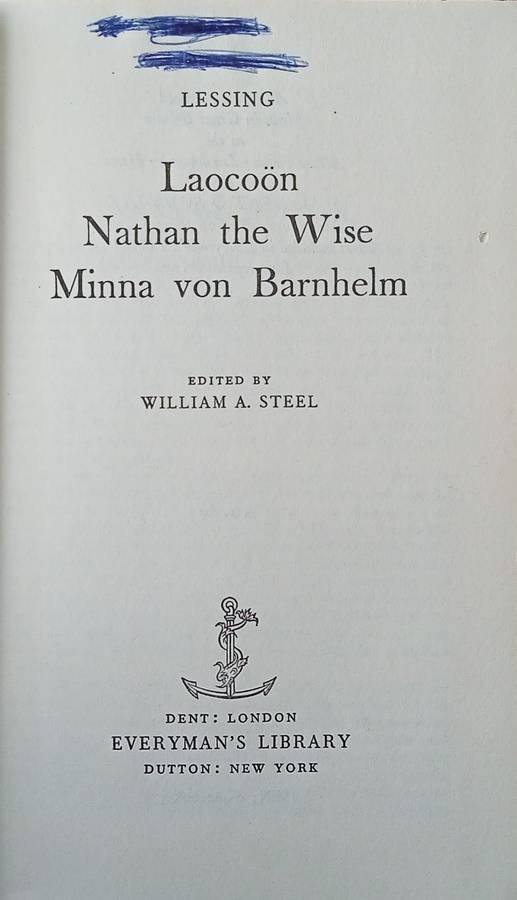 LESSING
Laocoön
Nathan the Wise
Minna von Barnhelm
EDITED BY
WILLIAM A. STEEL
DENT: LONDON
EVERYMAN'S LIBRARY
DUTTON: NEW YORK